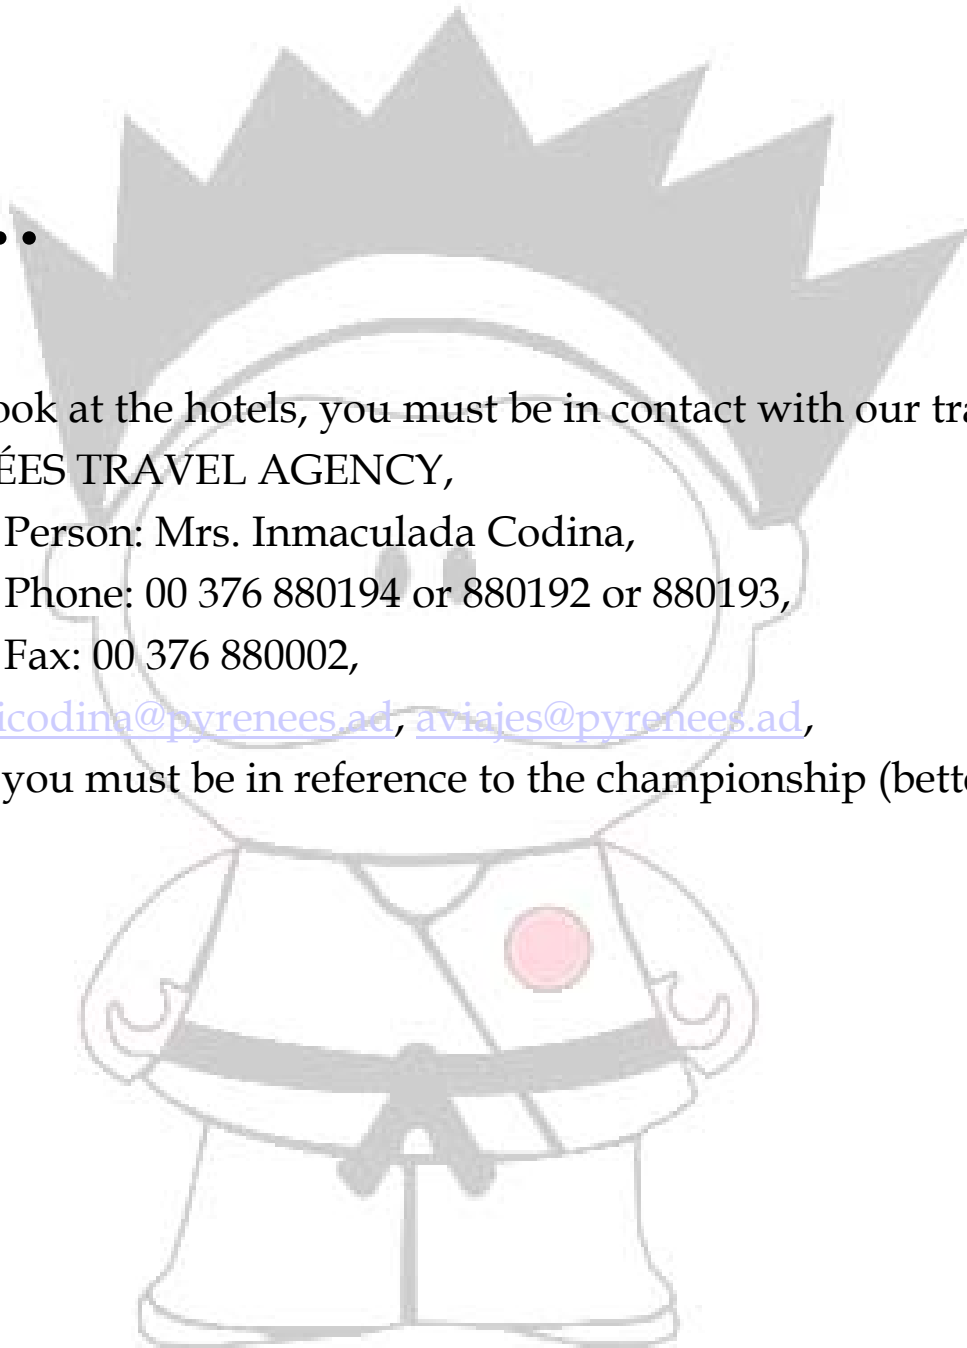 ..
ook at the hotels, you must be in contact with our tra
ÉES TRAVEL AGENCY,
Person: Mrs. Inmaculada Codina,
Phone: 00 376 880194 or 880192 or 880193,
Fax: 00 376 880002,
icodina@pyrenees.ad, aviajes@pyrenees.ad,
you must be in reference to the championship (bette